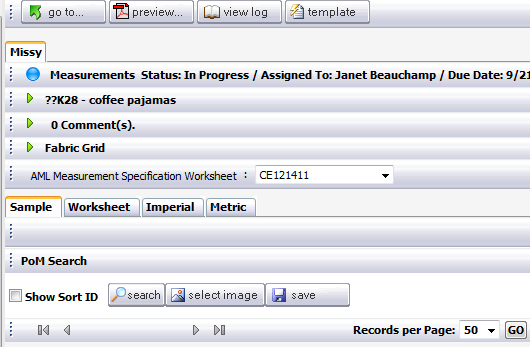 go to... preview... view log template
Missy
Measurements Status: In Progress / Assigned To: Janet Beauchamp / Due Date: 9/21
??K28 - coffee pajamas
0 Comment(s).
Fabric Grid
AML Measurement Specification Worksheet : CE121411
Sample Worksheet Imperial Metric
PoM Search
Show Sort ID search select image save
Records per Page: 50 GO